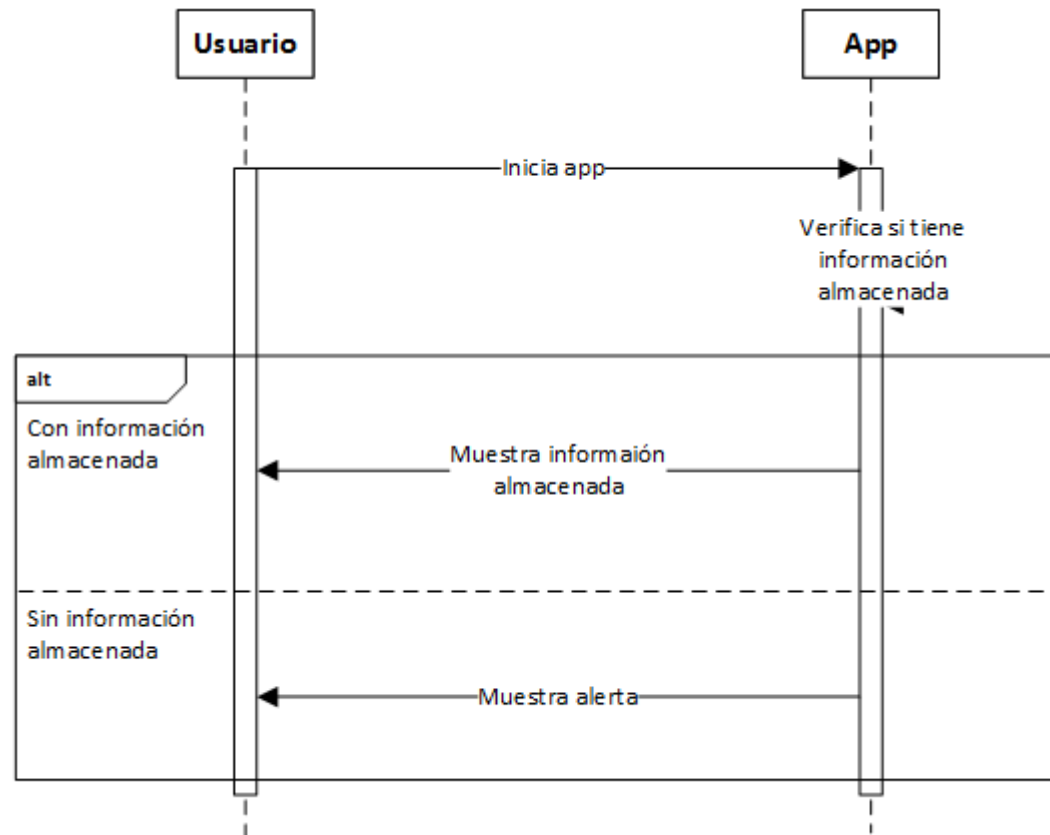 Usuario
App
Inicia app
Verifica si tiene
información
almacenada
alt
Con información
almacenada
Muestra informaión
almacenada
Sin información
almacenada
Muestra alerta